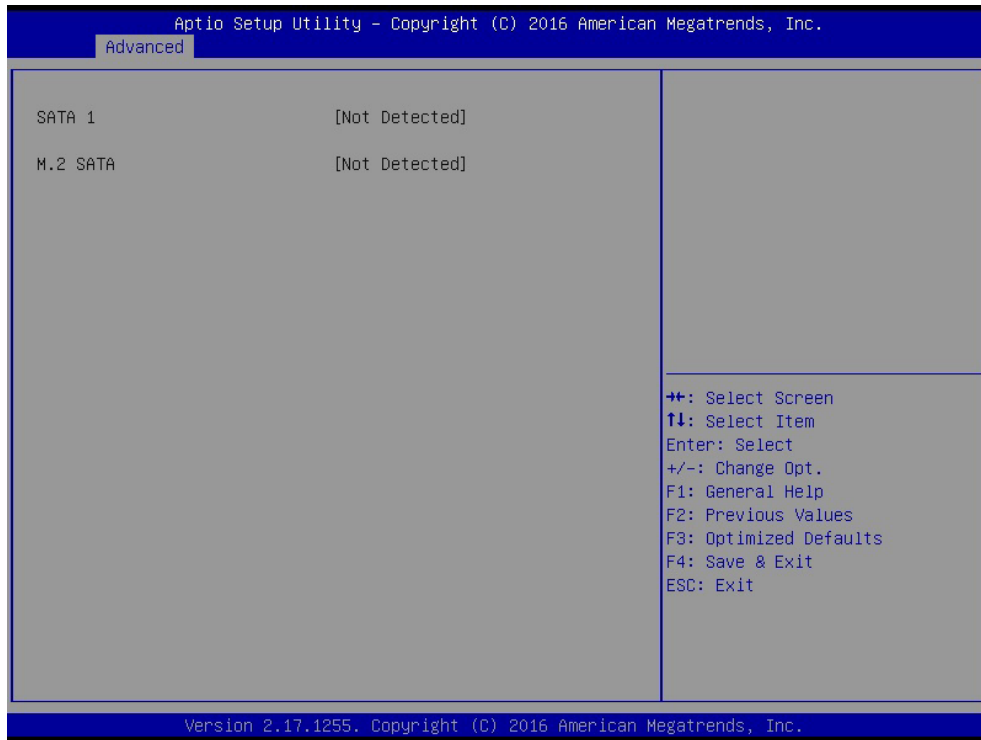 Aptio Setup Utility – Copyright (C) 2016 American Megatrends, Inc.
Advanced
SATA 1 [Not Detected]
M.2 SATA [Not Detected]
→←: Select Screen
↑↓: Select Item
Enter: Select
+/-: Change Opt.
F1: General Help
F2: Previous Values
F3: Optimized Defaults
F4: Save & Exit
ESC: Exit
Version 2.17.1255. Copyright (C) 2016 American Megatrends, Inc.